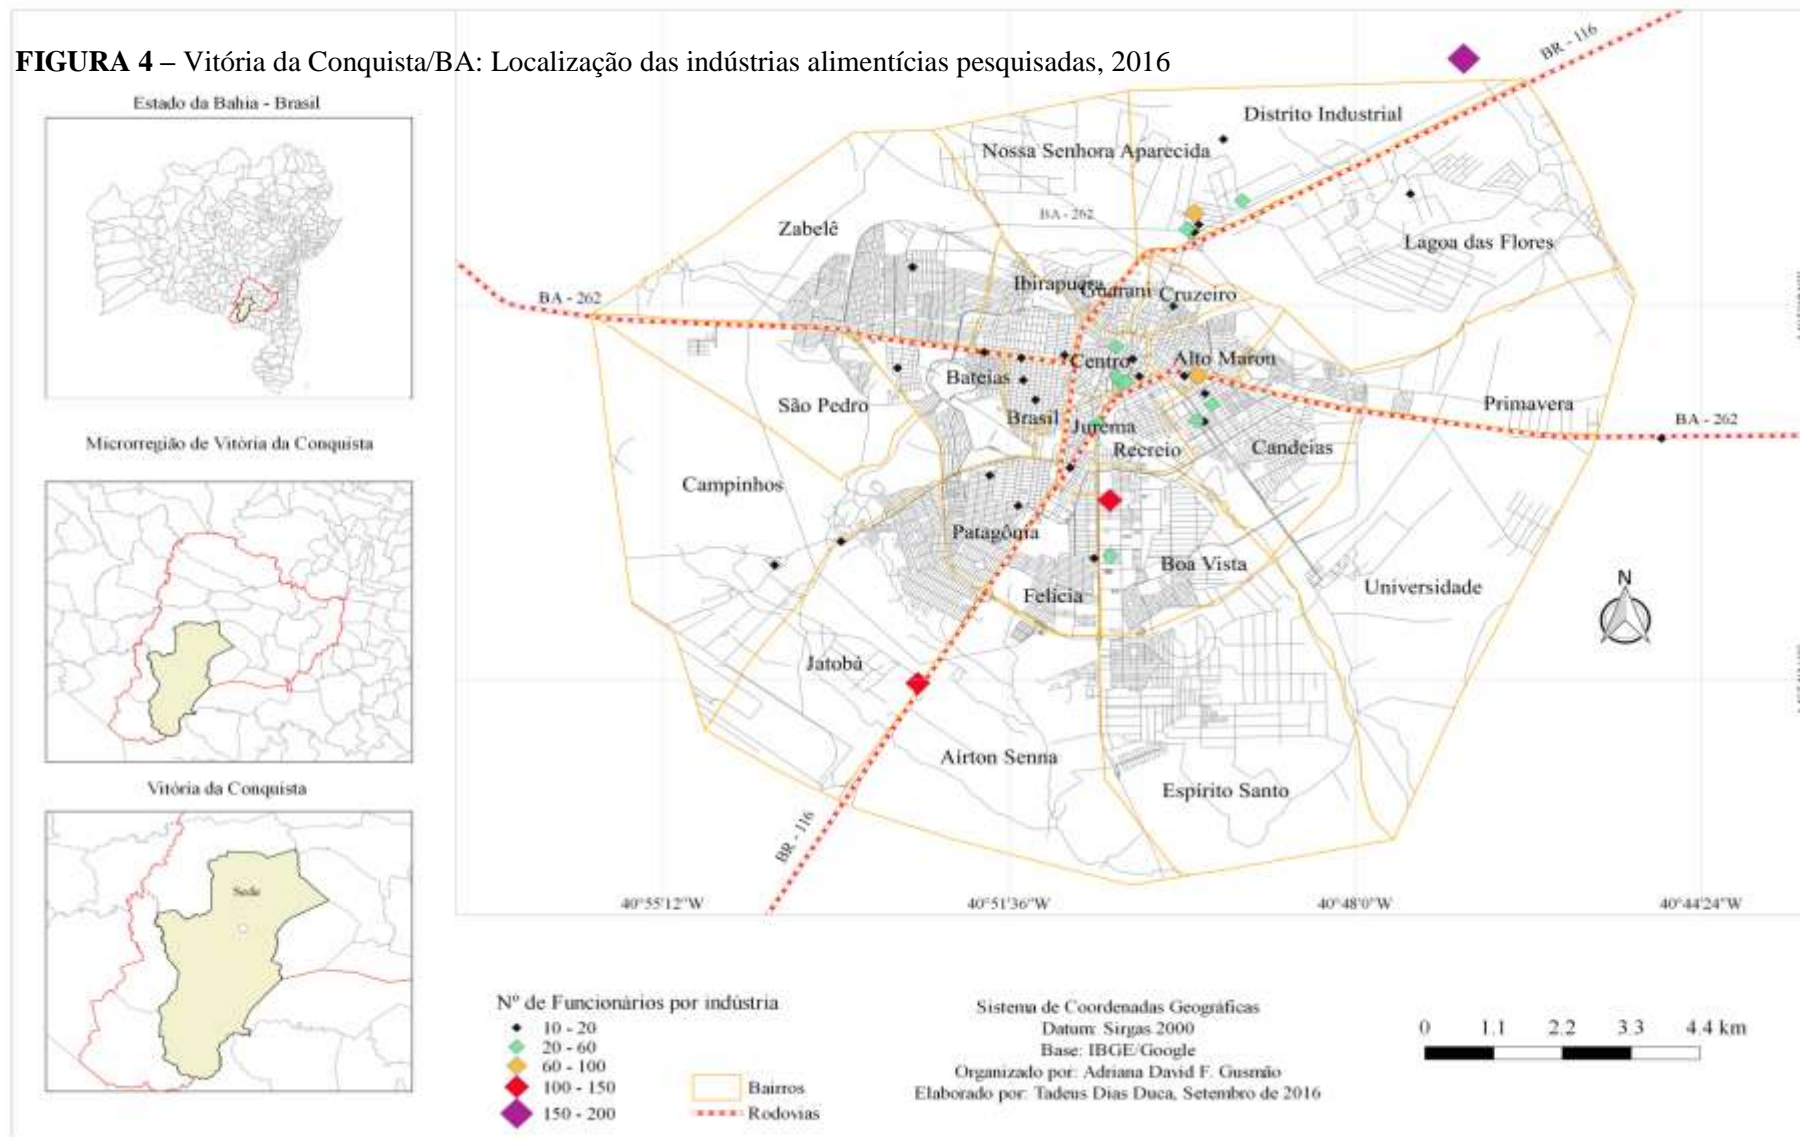 FIGURA 4 – Vitória da Conquista/BA: Localização das indústrias alimentícias pesquisadas, 2016
Estado da Bahia - Brasil
Microrregião de Vitória da Conquista
Vitória da Conquista
Sede
BR - 116
Distrito Industrial
Nossa Senhora Aparecida
BA - 262
Zabelê
Lagoa das Flores
Ibirapuera
Guarani
Cruzeiro
BA - 262
Centro
Alto Maron
Bateias
São Pedro
Brasil
Jurema
Primavera
BA - 262
Recreio
Candeias
Campinhos
Patagônia
Boa Vista
Felícia
Universidade
N
Jatobá
Airton Senna
Espírito Santo
BR - 116
40°55'12"W
40°51'36"W
40°48'0"W
40°44'24"W
Nº de Funcionários por indústria
10 - 20
20 - 60
60 - 100
100 - 150
150 - 200
Bairros
Rodovias
Sistema de Coordenadas Geográficas
Datum: Sirgas 2000
Base: IBGE/Google
Organizado por: Adriana David F. Gusmão
Elaborado por: Tadeus Dias Duca, Setembro de 2016
0 1.1 2.2 3.3 4.4 km